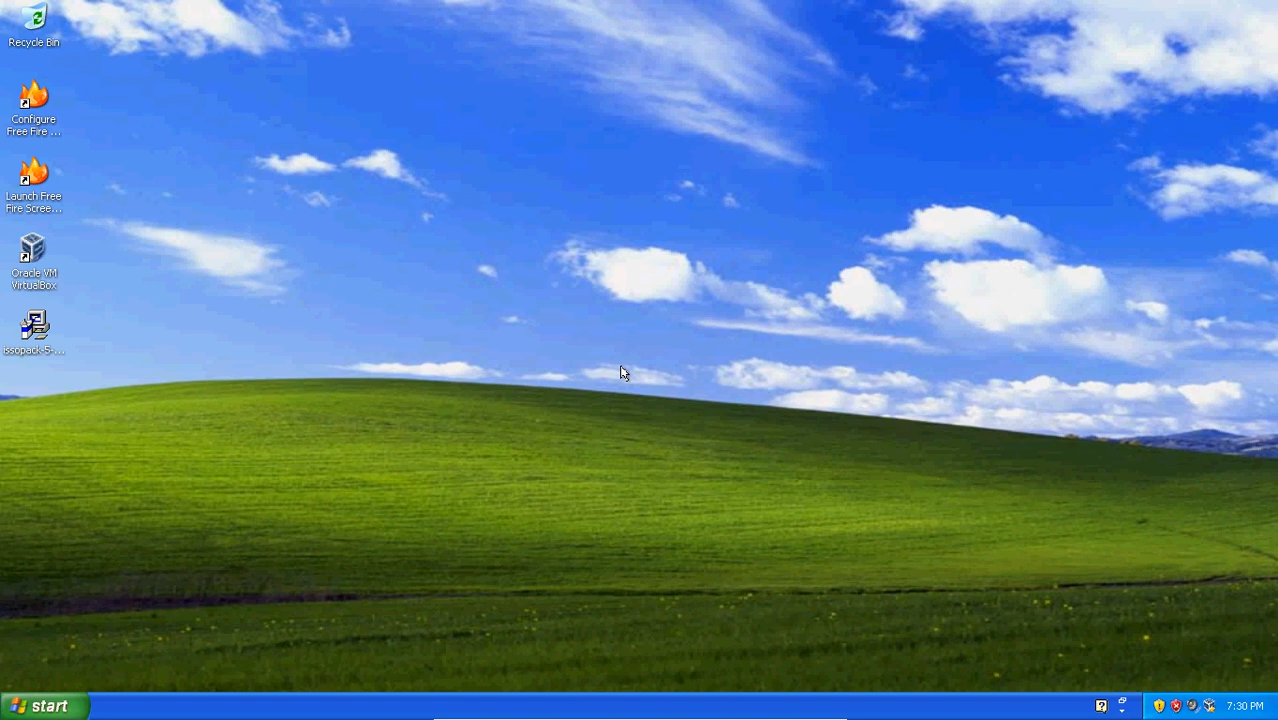 Recycle Bin
Configure
Free Fire ...
Launch Free
Fire Scree...
Oracle VM
VirtualBox
issopack-5-...
start
7:30 PM